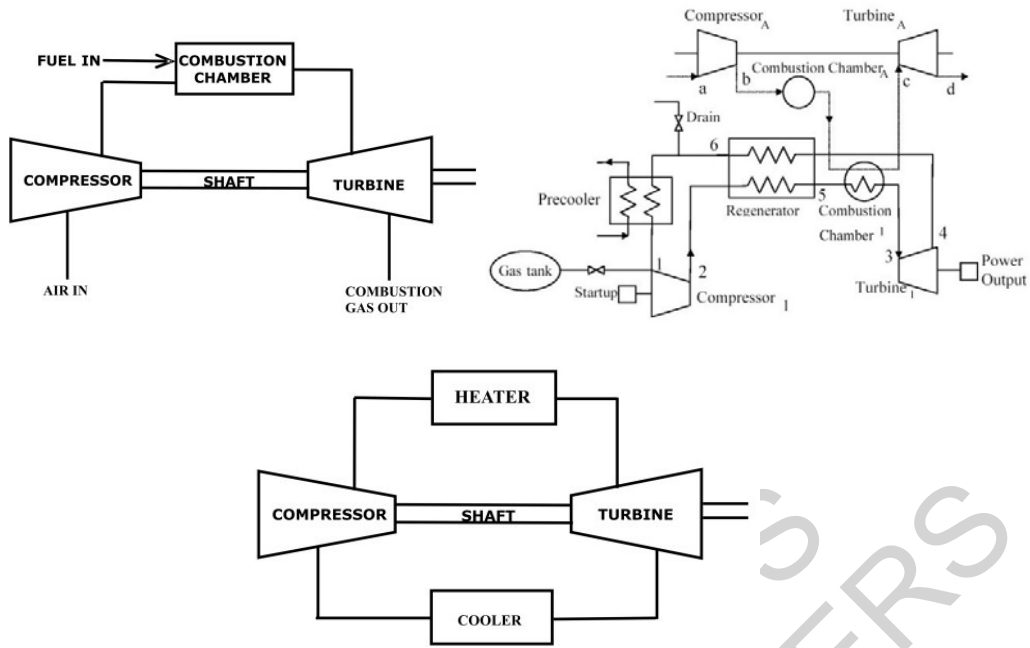 FUEL IN
COMBUSTION
CHAMBER
COMPRESSOR
SHAFT
TURBINE
AIR IN
COMBUSTION
GAS OUT
Compressor A
Turbine A
a
b
Combustion Chamber A
c
d
Drain
6
Precooler
Regenerator
5
Combustion
Chamber 1
4
3
Gas tank
1
2
Startup
Compressor 1
Turbine 1
Power
Output
HEATER
COMPRESSOR
SHAFT
TURBINE
COOLER
ERS